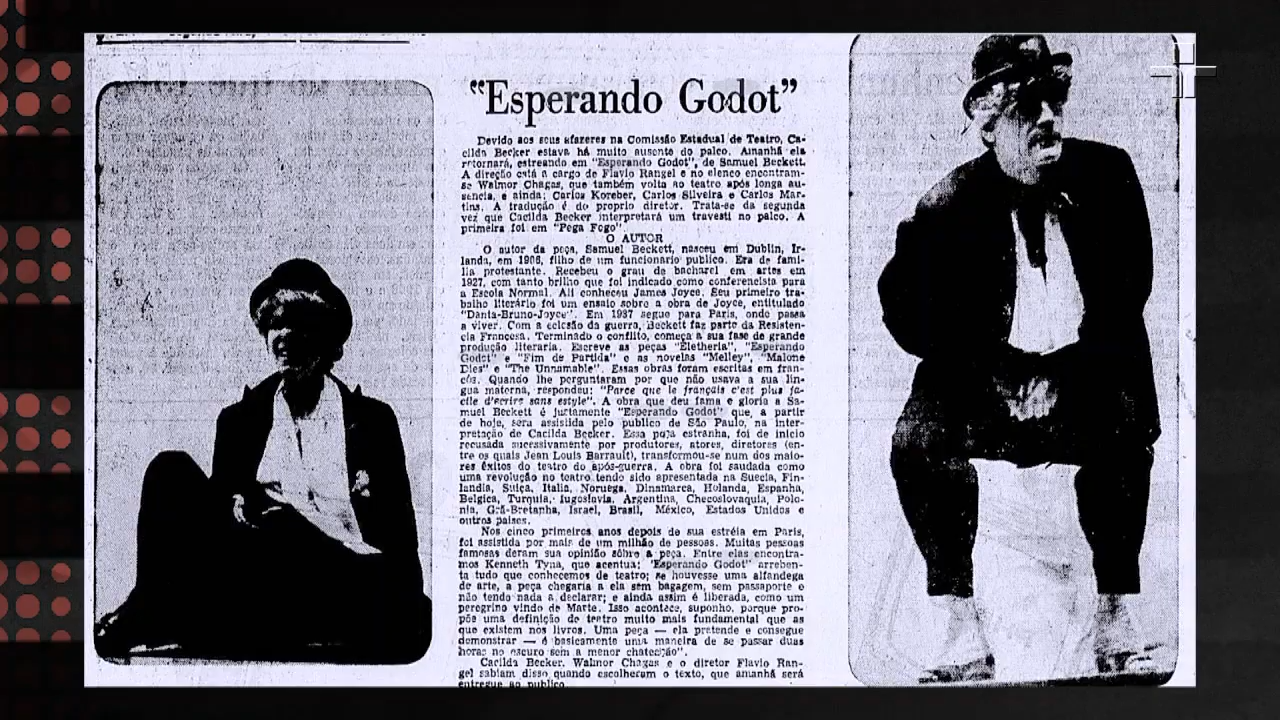 “Esperando Godot”
Devido aos seus afazeres na Comissão Estadual de Teatro, Ca-
cilda Becker estava há muito ausente do palco. Amanhã ela
retornará, estreando em "Esperando Godot", de Samuel Beckett.
A direção está a cargo de Flavio Rangel e no elenco encontram-
se Walmor Chagas, que também volta ao teatro após longa au-
sencia, e ainda; Carlos Koreber, Carlos Silveira e Carlos Mar-
tins. A tradução é do proprio diretor. Trata-se da segunda
vez que Cacilda Becker interpretará um travesti no palco. A
primeira foi em "Pega Fogo".
O AUTOR
O autor da peça, Samuel Beckett, nasceu em Dublin, Ir-
landa, em 1906, filho de um funcionario publico. Era de famí-
lia protestante. Recebeu o grau de bacharel em artes em
1927, com tanto brilho que foi indicado como conferencista para
a Escola Normal. Ali conheceu James Joyce. Seu primeiro tra-
balho literário foi um ensaio sobre a obra de Joyce, entitulado
"Danta-Bruno-Joyce". Em 1937 segue para Paris, onde passa
a viver. Com a eclosão da guerra, Beckett faz parte da Resisten-
cia Francesa. Terminado o conflito, começa a sua fase de grande
produção literaria. Escreve as peças "Eletheria", "Esperando
Godot" e "Fim de Partida" e as novelas "Melley", "Malone
Dies" e "The Unnamable". Essas obras foram escritas em fran-
cês. Quando lhe perguntaram por que não usava a sua lín-
gua materna, respondeu: "Parce que le français c'est plus fa-
cile d'ecrire sans estyle". A obra que deu fama e gloria a Sa-
muel Beckett é justamente "Esperando Godot" que, a partir
de hoje, sera assistida pelo publico de São Paulo, na inter-
pretação de Cacilda Becker. Essa peça estranha, foi de inicio
recusada sucessivamente por produtores, atores, diretores (en-
tre os quais Jean Louis Barrault), transformou-se num dos maio-
res êxitos do teatro do após-guerra. A obra foi saudada como
uma revolução no teatro tendo sido apresentada na Suecia, Fin-
landia, Suiça, Italia, Noruega, Dinamarca, Holanda, Espanha,
Belgica, Turquia, Iugoslavia, Argentina, Checoslovaquia, Polo-
nia, Grã-Bretanha, Israel, Brasil, México, Estados Unidos e
outros países.
Nos cinco primeiros anos depois de sua estréia em Paris,
foi assistida por mais de um milhão de pessoas. Muitas pessoas
famosas deram sua opinião sôbre a peça. Entre elas encontra-
mos Kenneth Tyna, que acentua: "Esperando Godot" arreben-
ta tudo que conhecemos de teatro; se houvesse uma alfandega
de arte, a peça chegaria a ela sem bagagem, sem passaporte e
não tendo nada a declarar; e ainda assim é liberada, como um
peregrino vindo de Marte. Isso acontece, suponho, porque pro-
põe uma definição de teatro muito mais fundamental que as
que existem nos livros. Uma peça — ela pretende e consegue
demonstrar — é basicamente uma maneira de se passar duas
horas no escuro sem a menor chateação".
Cacilda Becker, Walmor Chagas e o diretor Flavio Ran-
gel sabiam disso quando escolheram o texto, que amanhã será
entregue ao publico.